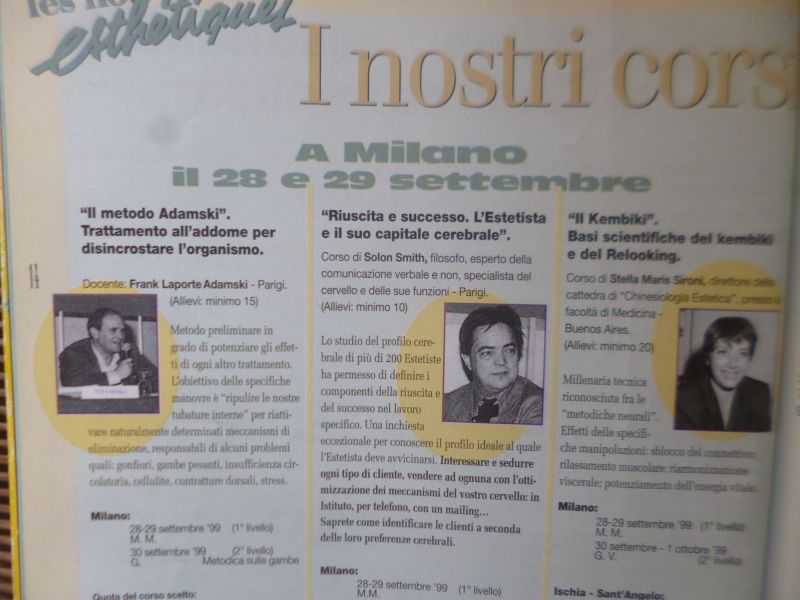 les no
esthétiques
I nostri corsi
A Milano
il 28 e 29 settembre
14
“Il metodo Adamski”.
Trattamento all’addome per
disincrostare l’organismo.
Docente: Frank Laporte Adamski - Parigi.
(Allievi: minimo 15)
Metodo preliminare in
grado di potenziare gli effet-
ti di ogni altro trattamento.
L’obiettivo delle specifiche
manovre è “ripulire le nostre
tubature interne” per riatti-
vare naturalmente determinati meccanismi di
eliminazione, responsabili di alcuni problemi
quali: gonfiori, gambe pesanti, insufficienza cir-
colatoria, cellulite, contratture dorsali, stress.
Milano:
28-29 settembre ’99 (1° livello)
M. M.
30 settembre ’99 (2° livello)
G. Metodica sulle gambe
Quota del corso scelto:
“Riuscita e successo. L’Estetista
e il suo capitale cerebrale”.
Corso di Solon Smith, filosofo, esperto della
comunicazione verbale e non, specialista del
cervello e delle sue funzioni - Parigi.
(Allievi: minimo 10)
Lo studio del profilo cere-
brale di più di 200 Estetiste
ha permesso di definire i
componenti della riuscita e
del successo nel lavoro
specifico. Una inchiesta
eccezionale per conoscere il profilo ideale al quale
l’Estetista deve avvicinarsi. Interessare e sedurre
ogni tipo di cliente, vendere ad ognuna con l’otti-
mizzazione dei meccanismi del vostro cervello: in
Istituto, per telefono, con un mailing...
Saprete come identificare le clienti a seconda
delle loro preferenze cerebrali.
Milano:
28-29 settembre ’99 (1° livello)
M.M.
“Il Kembiki”.
Basi scientifiche del kembiki
e del Relooking.
Corso di Stella Maris Sironi, direttore della
cattedra di “Chinesiologia Estetica”, presso la
facoltà di Medicina -
Buenos Aires.
(Allievi: minimo 20)
Millenaria tecnica
riconosciuta fra le
“metodiche neurali”.
Effetti delle specifi-
che manipolazioni: sblocco del connettivo;
rilassamento muscolare; riarmonizzazione
viscerale; potenziamento dell’energia vitale.
Milano:
28-29 settembre ’99 (1° livello)
M. M.
30 settembre - 1 ottobre ’99
G. V. (2° livello)
Ischia - Sant’Angelo: